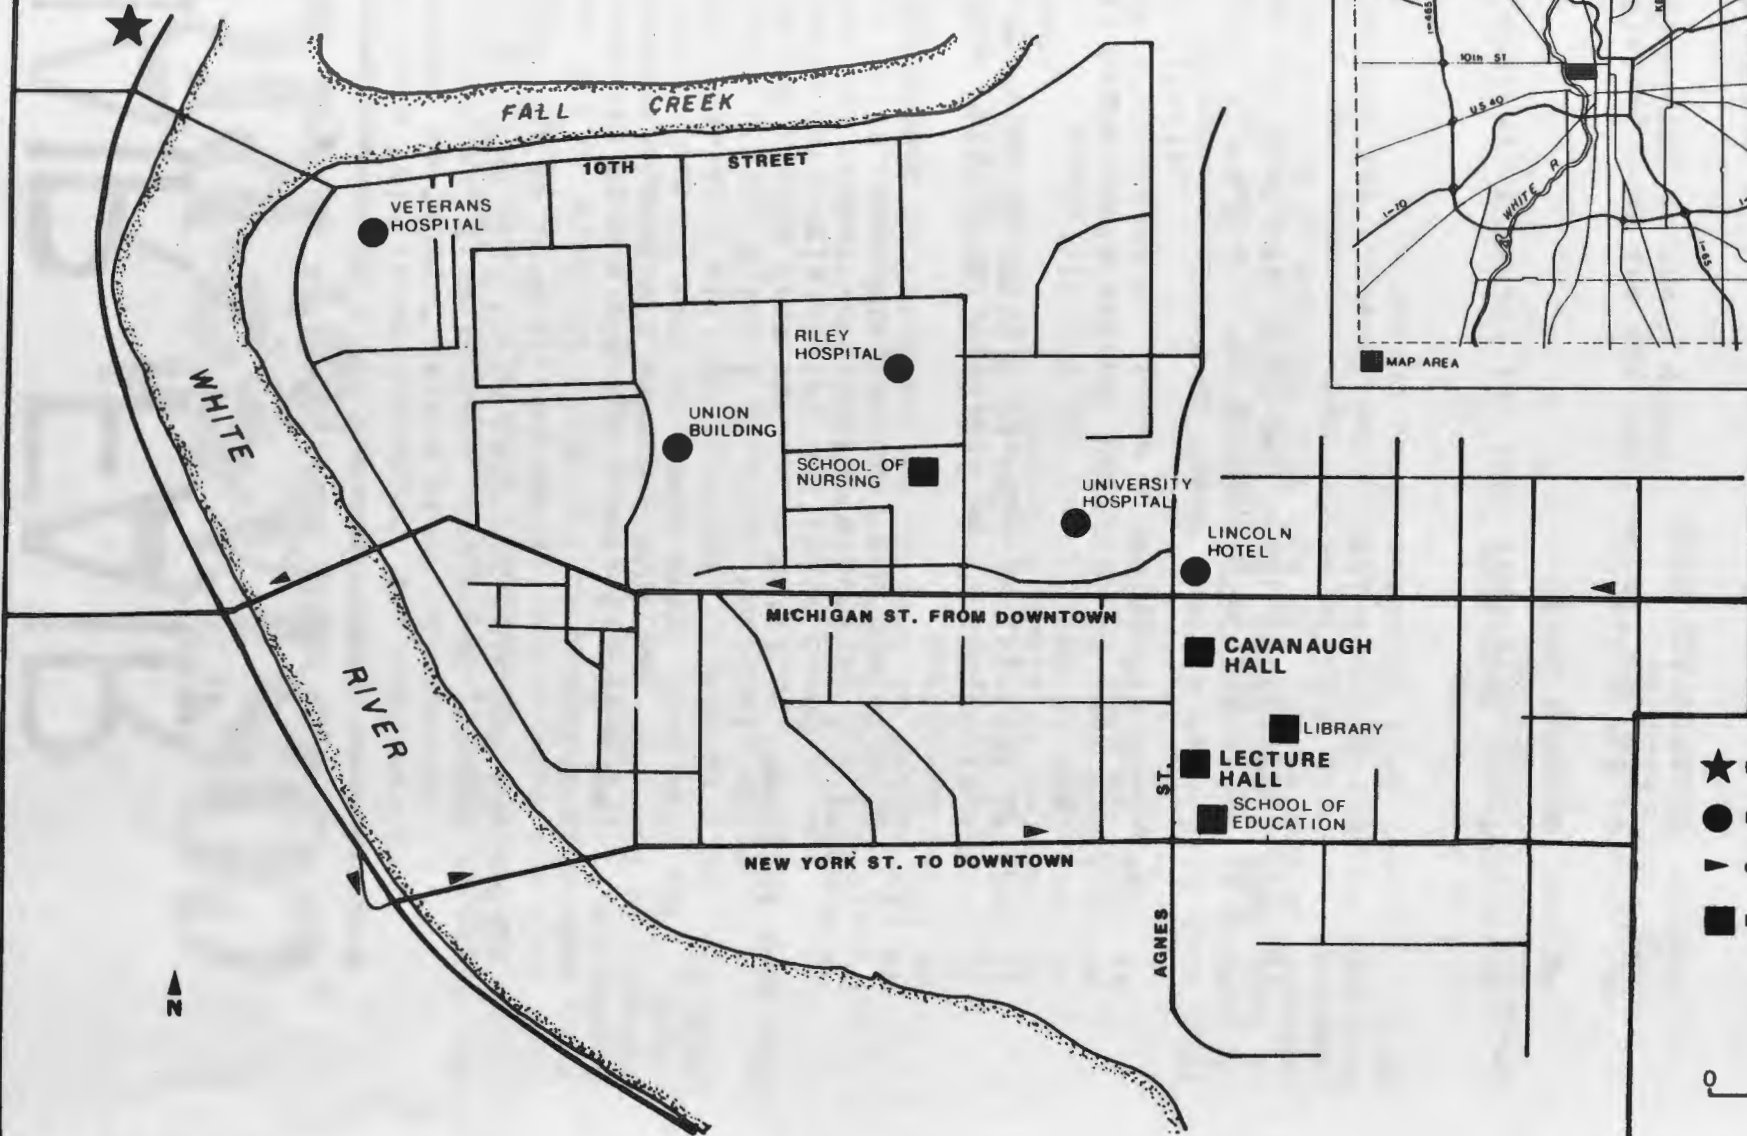 FALL CREEK
10TH STREET
VETERANS
HOSPITAL
RILEY
HOSPITAL
WHITE
UNION
BUILDING
SCHOOL OF
NURSING
UNIVERSITY
HOSPITAL
LINCOLN
HOTEL
MICHIGAN ST. FROM DOWNTOWN
CAVANAUGH
HALL
RIVER
LIBRARY
LECTURE
HALL
SCHOOL OF
EDUCATION
NEW YORK ST. TO DOWNTOWN
AGNES ST.
N
I-465
10th ST
US 40
WHITE R
I-70
I-65
MAP AREA
0